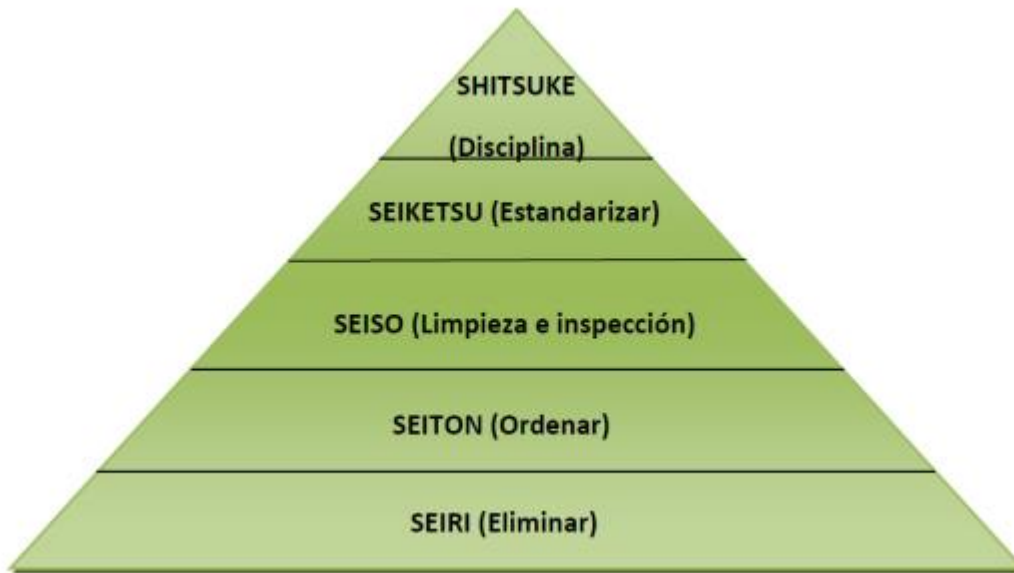 SHITSUKE
(Disciplina)
SEIKETSU (Estandarizar)
SEISO (Limpieza e inspección)
SEITON (Ordenar)
SEIRI (Eliminar)